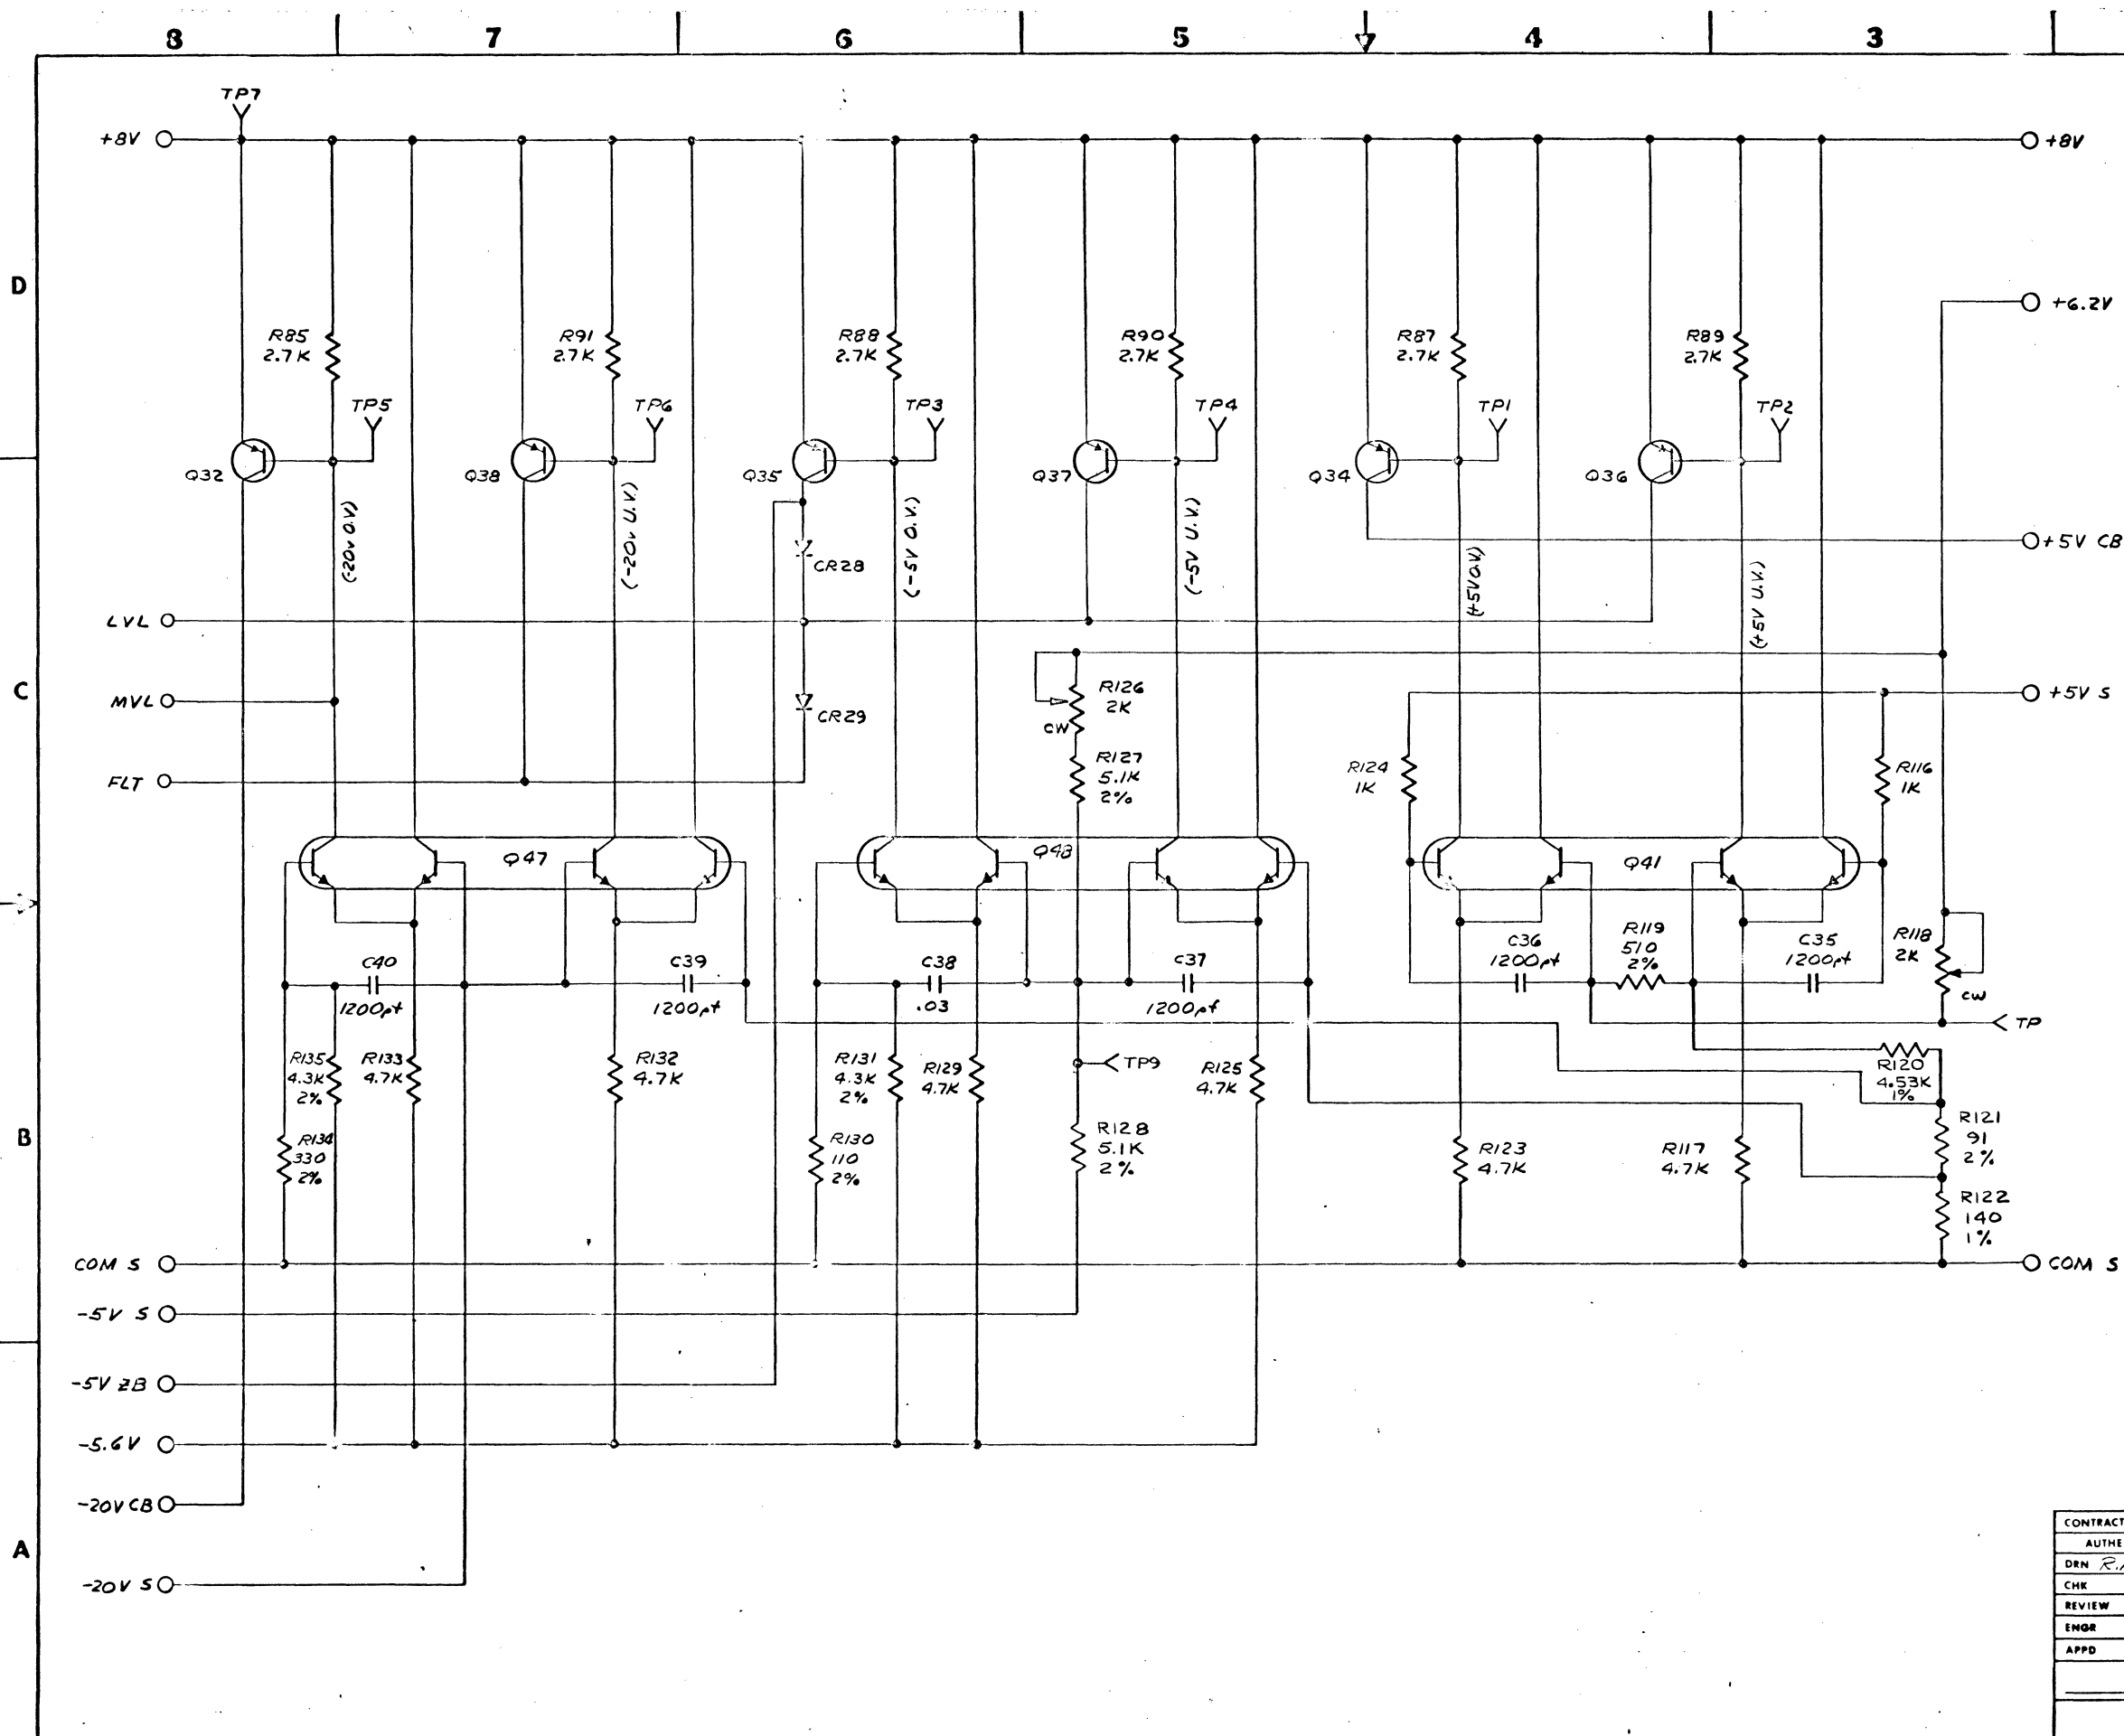 8 7 6 5 4 3
TP7
+8V +8V
D
+6.2V
R85
2.7K
R91
2.7K
R88
2.7K
R90
2.7K
R87
2.7K
R89
2.7K
TP5 TP6 TP3 TP4 TP1 TP2
Q32 Q38 Q35 Q37 Q34 Q36
(-20V O.V)
(-20V U.V.)
(-5V O.V.)
(-5V U.V.)
(+5V O.V.)
(+5V U.V.)
+5V CB
CR28
LVL
C
MVL
CR29
R126
2K
CW
+5V S
FLT
R127
5.1K
2%
R124
1K
R116
1K
Q47 Q48 Q41
C40
1200pf
C39
1200pf
C38
.03
C37
1200pf
C36
1200pf
R119
510
2%
C35
1200pf
R118
2K
CW
TP
R135
4.3K
2%
R133
4.7K
R132
4.7K
R131
4.3K
2%
R129
4.7K
TP9
R125
4.7K
R120
4.53K
1%
B
R134
330
2%
R130
110
2%
R128
5.1K
2%
R123
4.7K
R117
4.7K
R121
91
2%
R122
140
1%
COM S COM S
-5V S
-5V ZB
-5.6V
-20V CB
A
-20V S
CONTRACT
AUTHE
DRN R.
CHK
REVIEW
ENGR
APPD